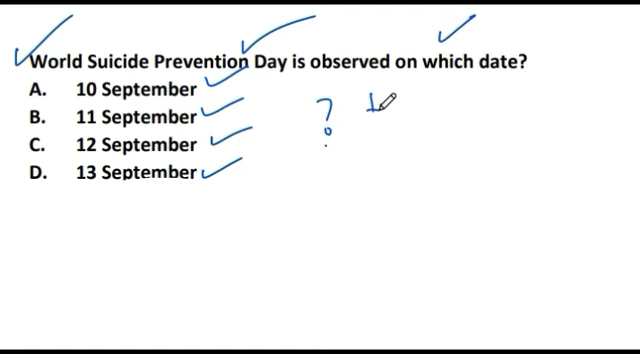 World Suicide Prevention Day is observed on which date?
A. 10 September
B. 11 September
C. 12 September
D. 13 September
?